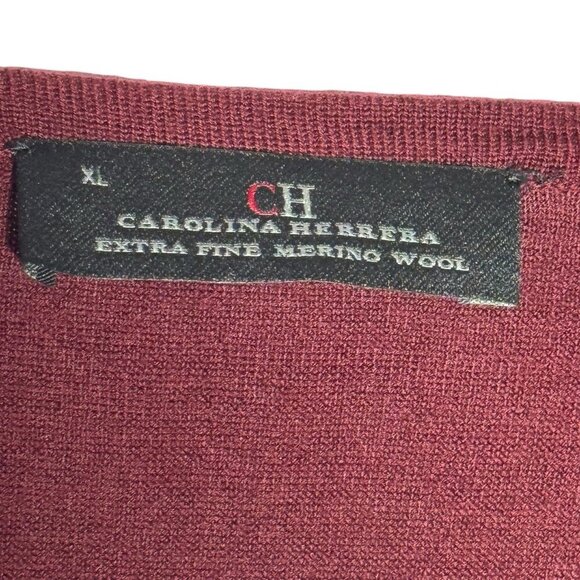 XL
CH
CAROLINA HERRERA
EXTRA FINE MERINO WOOL